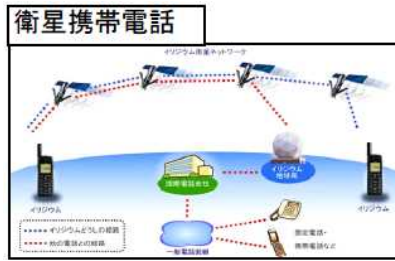 衛星携帯電話
イリジウム衛星ネットワーク
イリジウム
国際電話会社
イリジウム
地球局
イリジウム
イリジウムどうしの経路
他の電話との経路
一般電話回線
固定電話・
携帯電話など